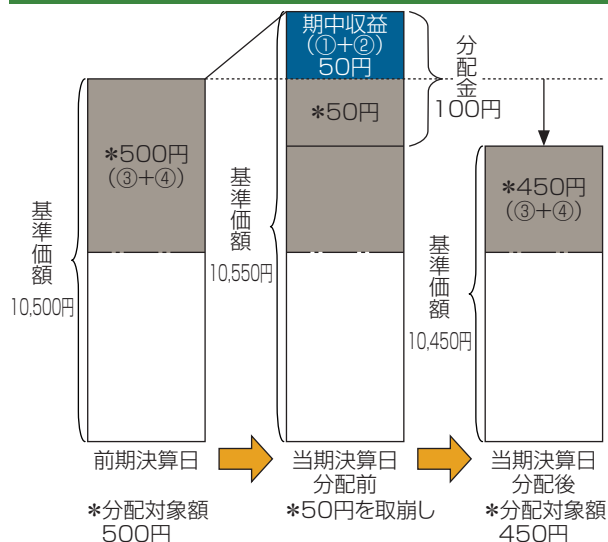 期中収益
（①＋②）
50円
＊50円
分配金
100円
＊500円
（③＋④）
基準価額
10,500円
基準価額
10,550円
＊450円
（③＋④）
基準価額
10,450円
前期決算日
＊分配対象額
500円
当期決算日
分配前
＊50円を取崩し
当期決算日
分配後
＊分配対象額
450円